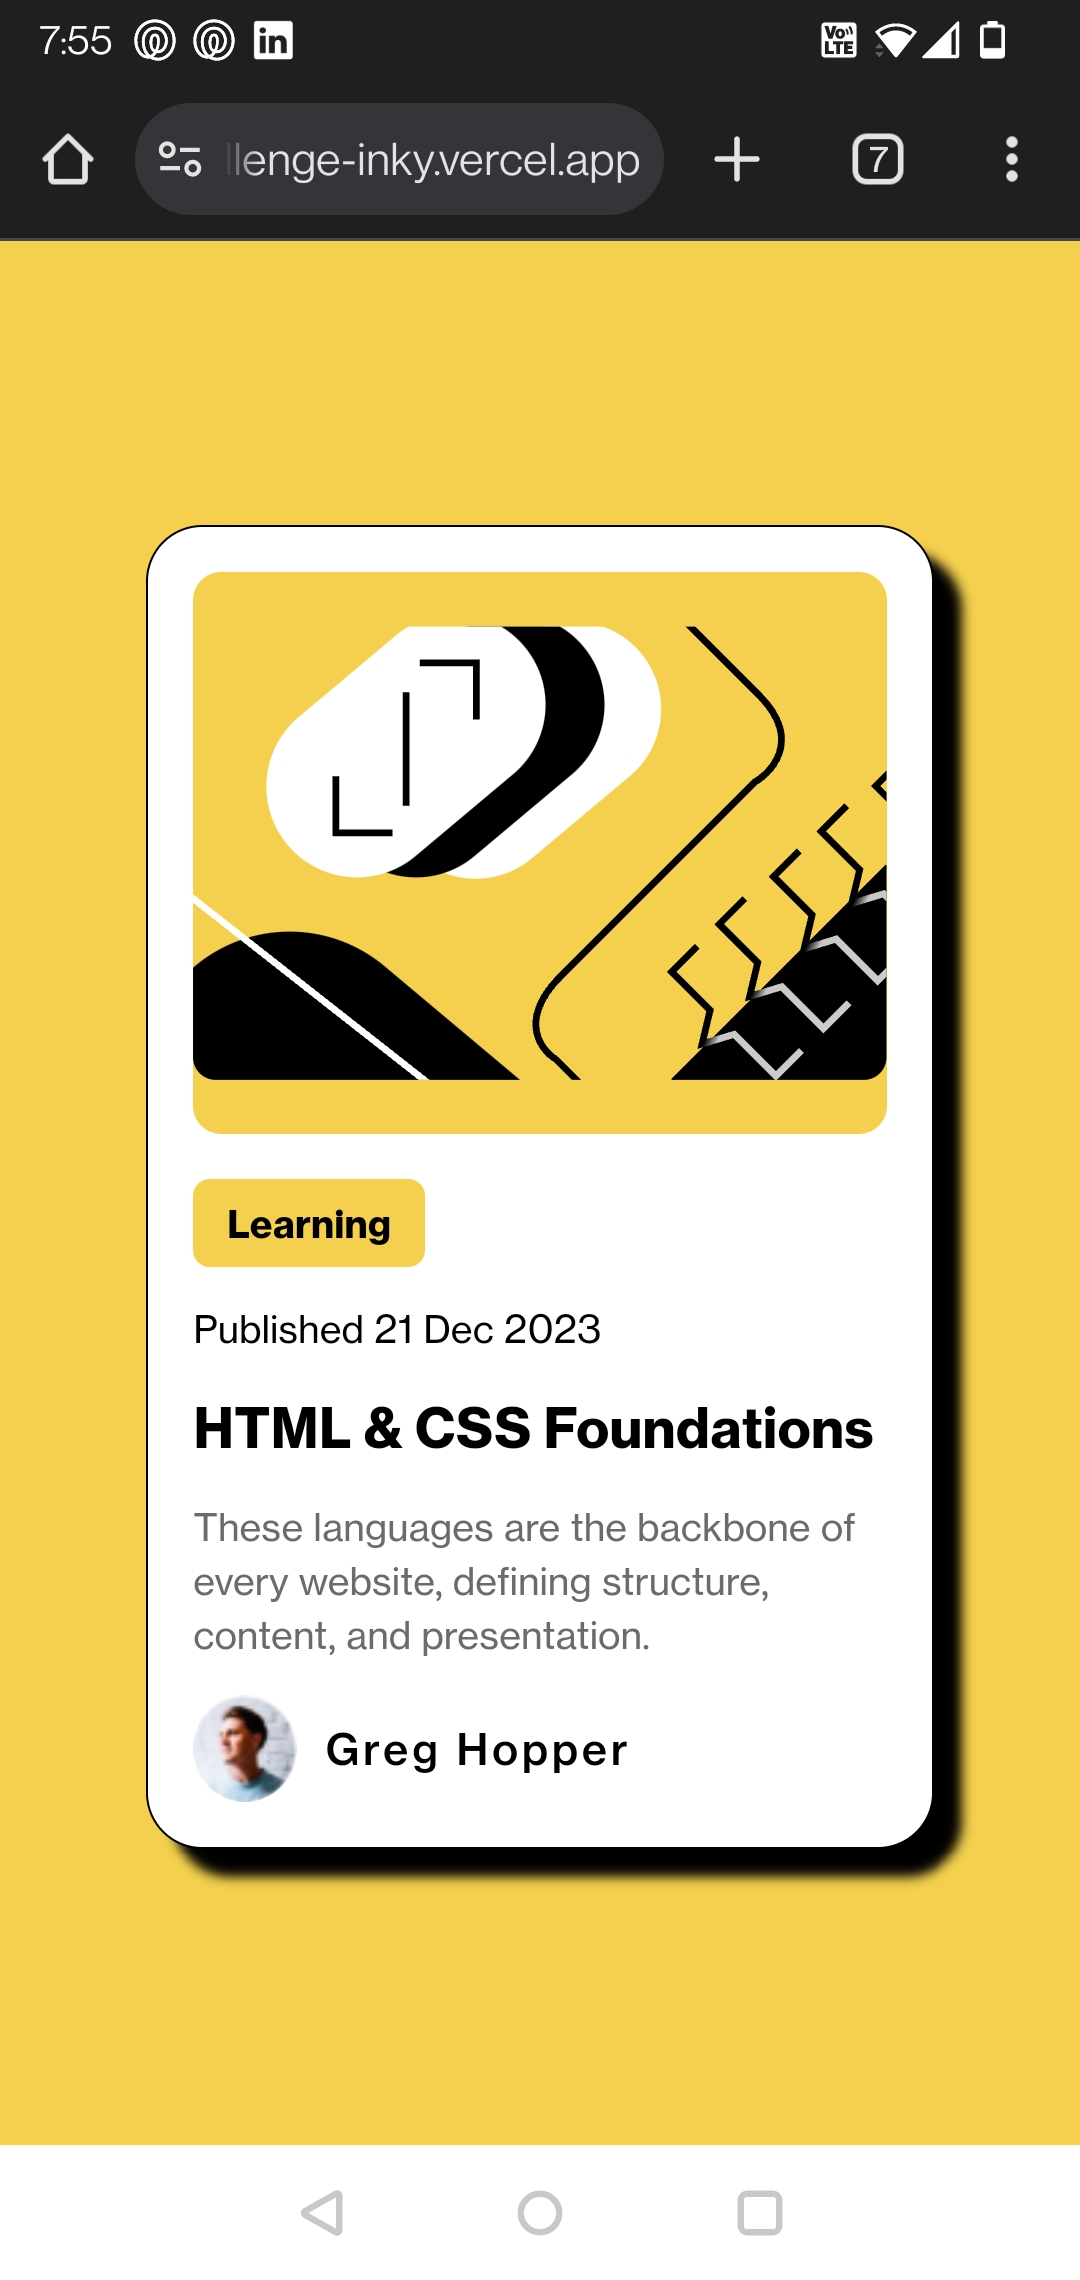 7:55
in
Vo LTE
llenge-inky.vercel.app
7
Learning
Published 21 Dec 2023
HTML & CSS Foundations
These languages are the backbone of
every website, defining structure,
content, and presentation.
Greg Hopper